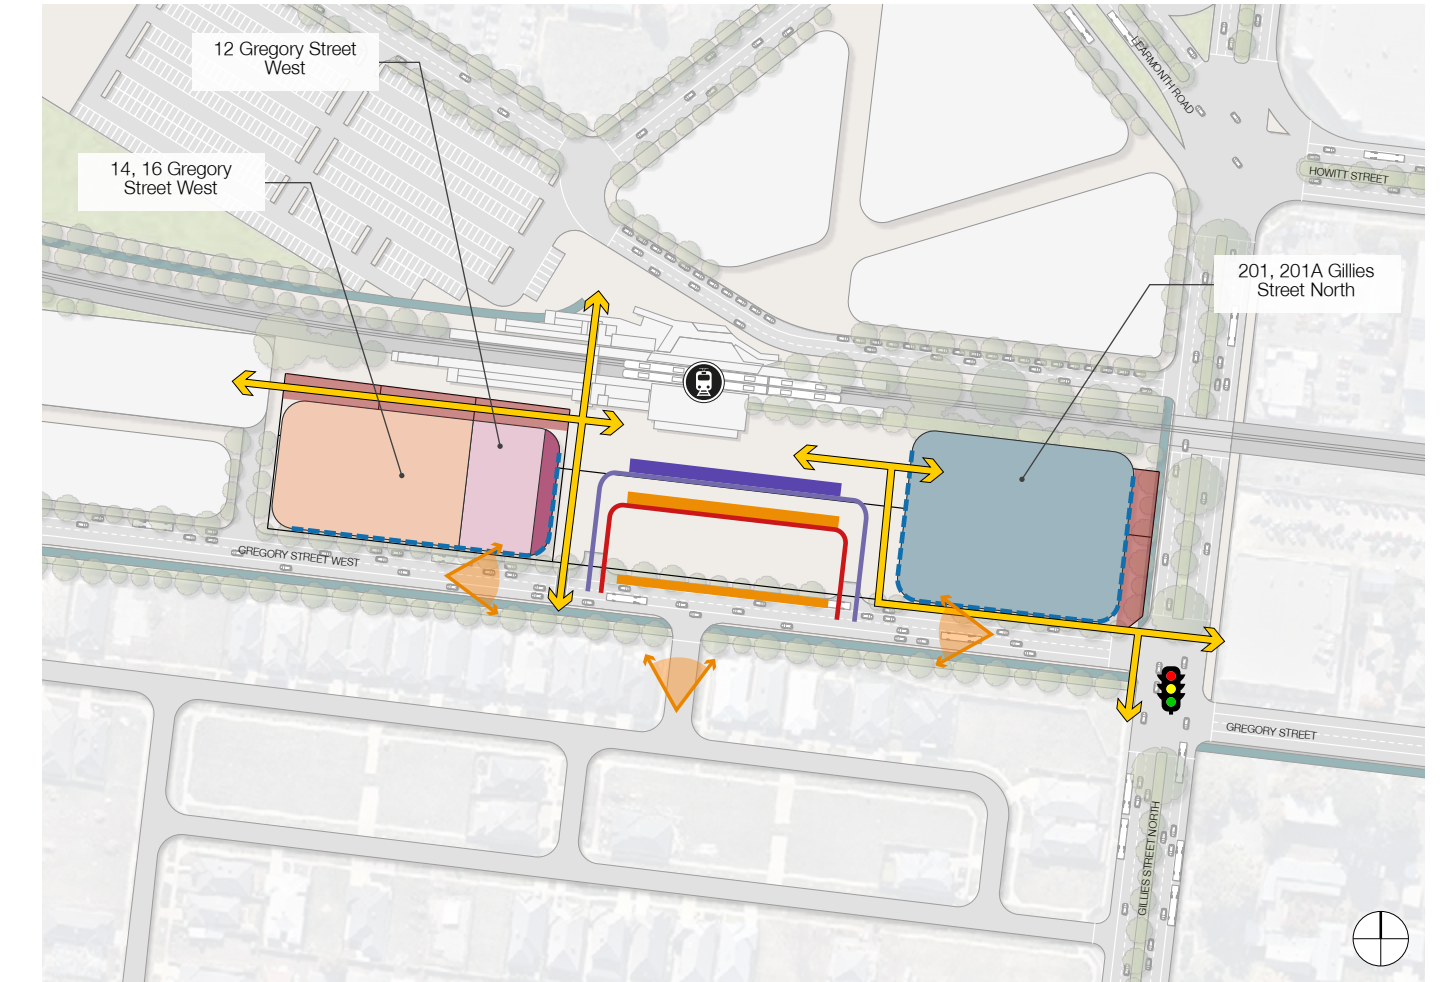 12 Gregory Street
West
14, 16 Gregory
Street West
201, 201A Gillies
Street North
LEARMONTH ROAD
HOWITT STREET
GREGORY STREET WEST
GREGORY STREET
GILLIES STREET NORTH